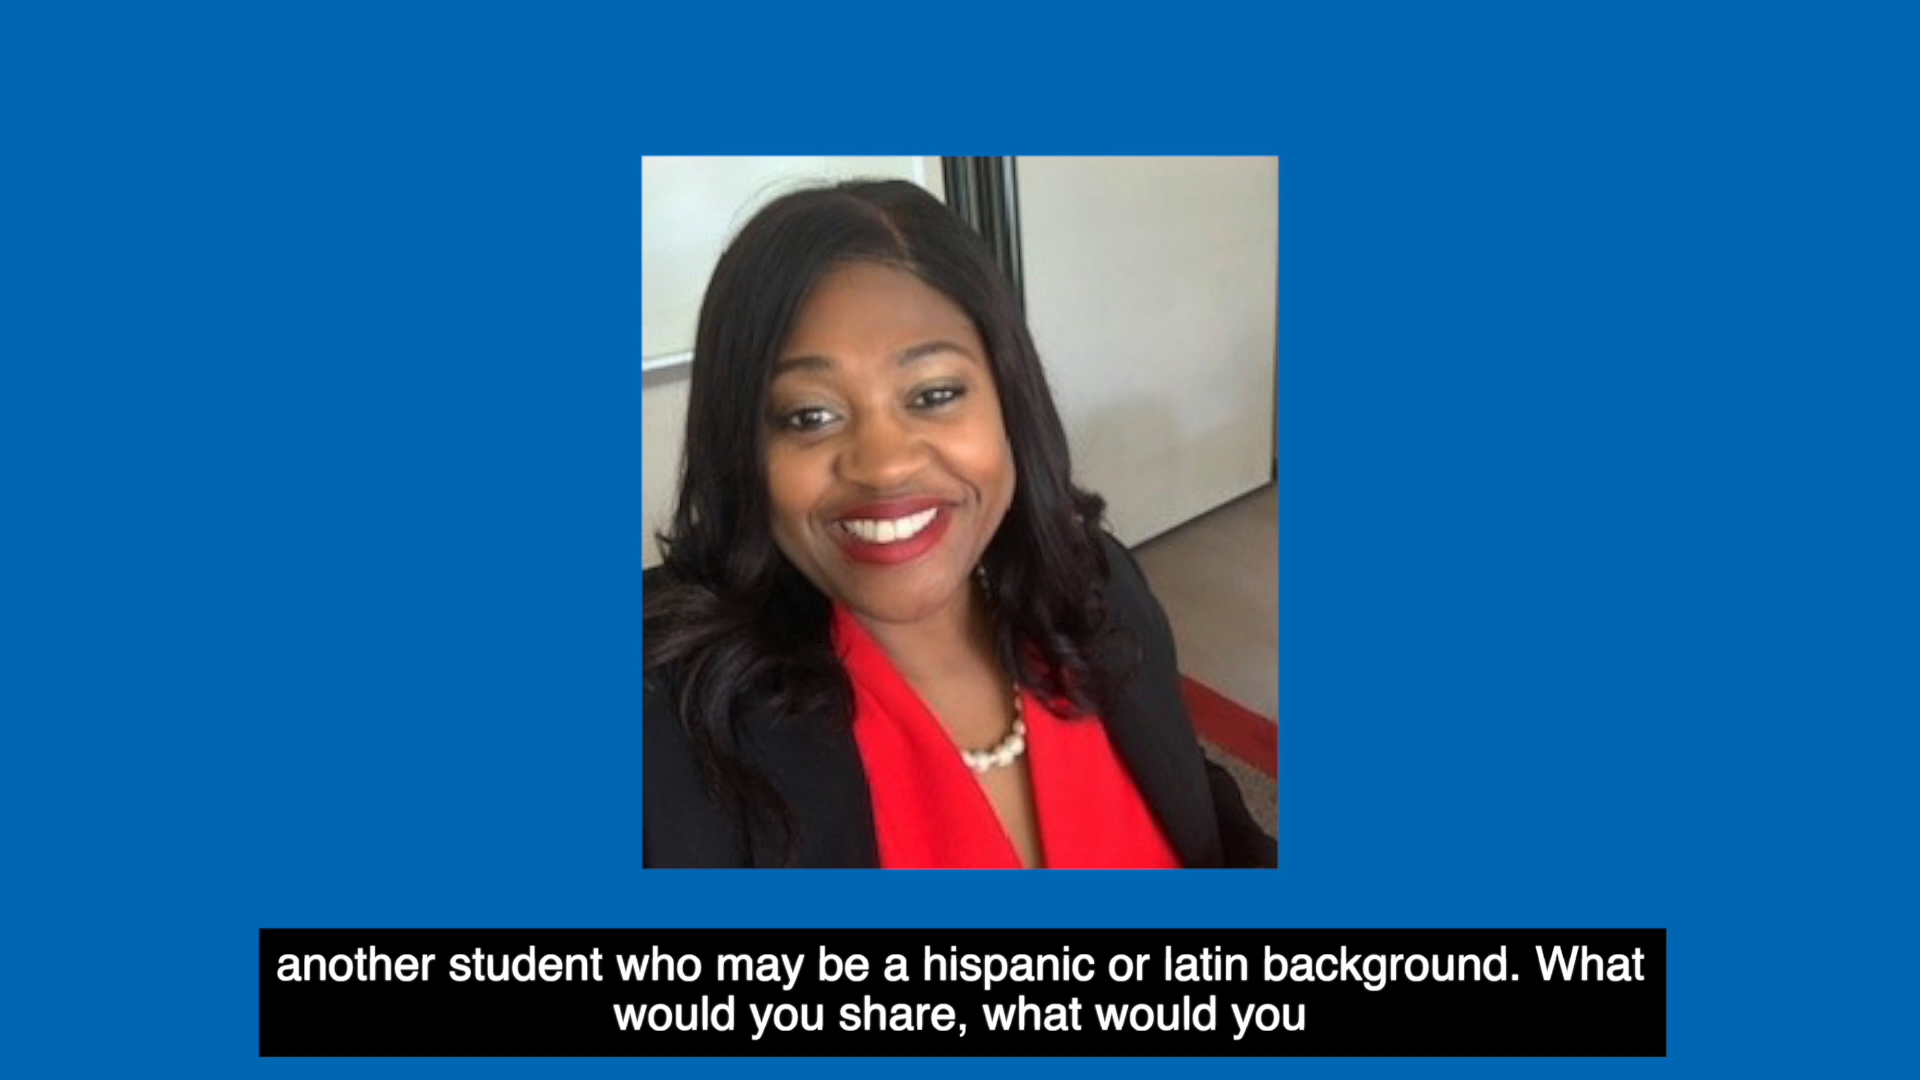 another student who may be a hispanic or latin background. What
would you share, what would you